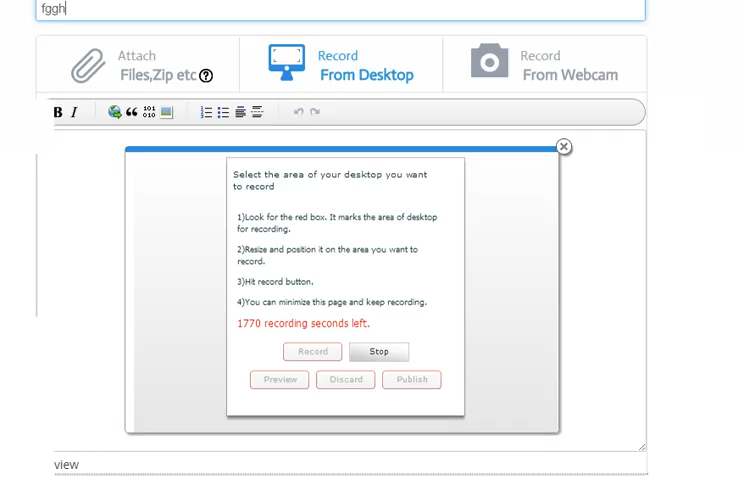 fggh
Attach
Files,Zip etc ?
Record
From Desktop
Record
From Webcam
B I
101
010
Select the area of your desktop you want
to record
1)Look for the red box. It marks the area of desktop
for recording.
2)Resize and position it on the area you want to
record.
3)Hit record button.
4)You can minimize this page and keep recording.
1770 recording seconds left.
Record Stop
Preview Discard Publish
view